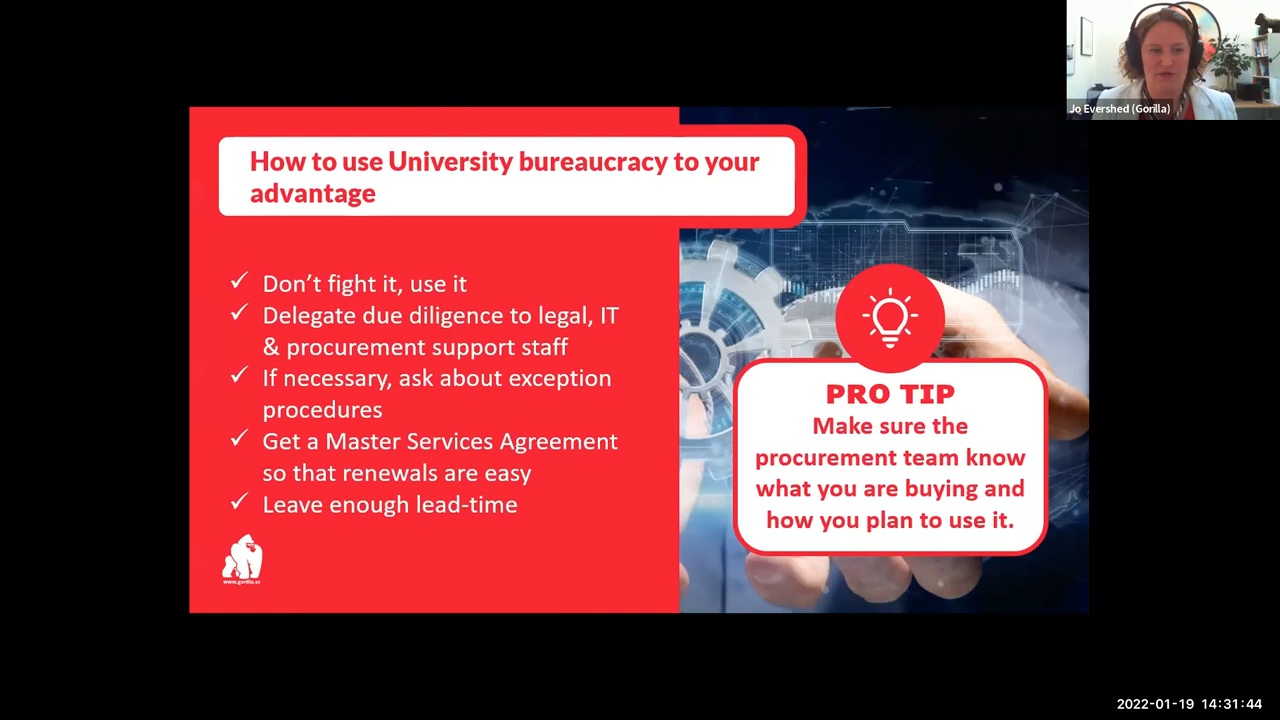 Jo Evershed (Gorilla)
How to use University bureaucracy to your
advantage
✓ Don't fight it, use it
✓ Delegate due diligence to legal, IT
& procurement support staff
✓ If necessary, ask about exception
procedures
✓ Get a Master Services Agreement
so that renewals are easy
✓ Leave enough lead-time
PRO TIP
Make sure the
procurement team know
what you are buying and
how you plan to use it.
www.gorilla.sc
2022-01-19 14:31:44